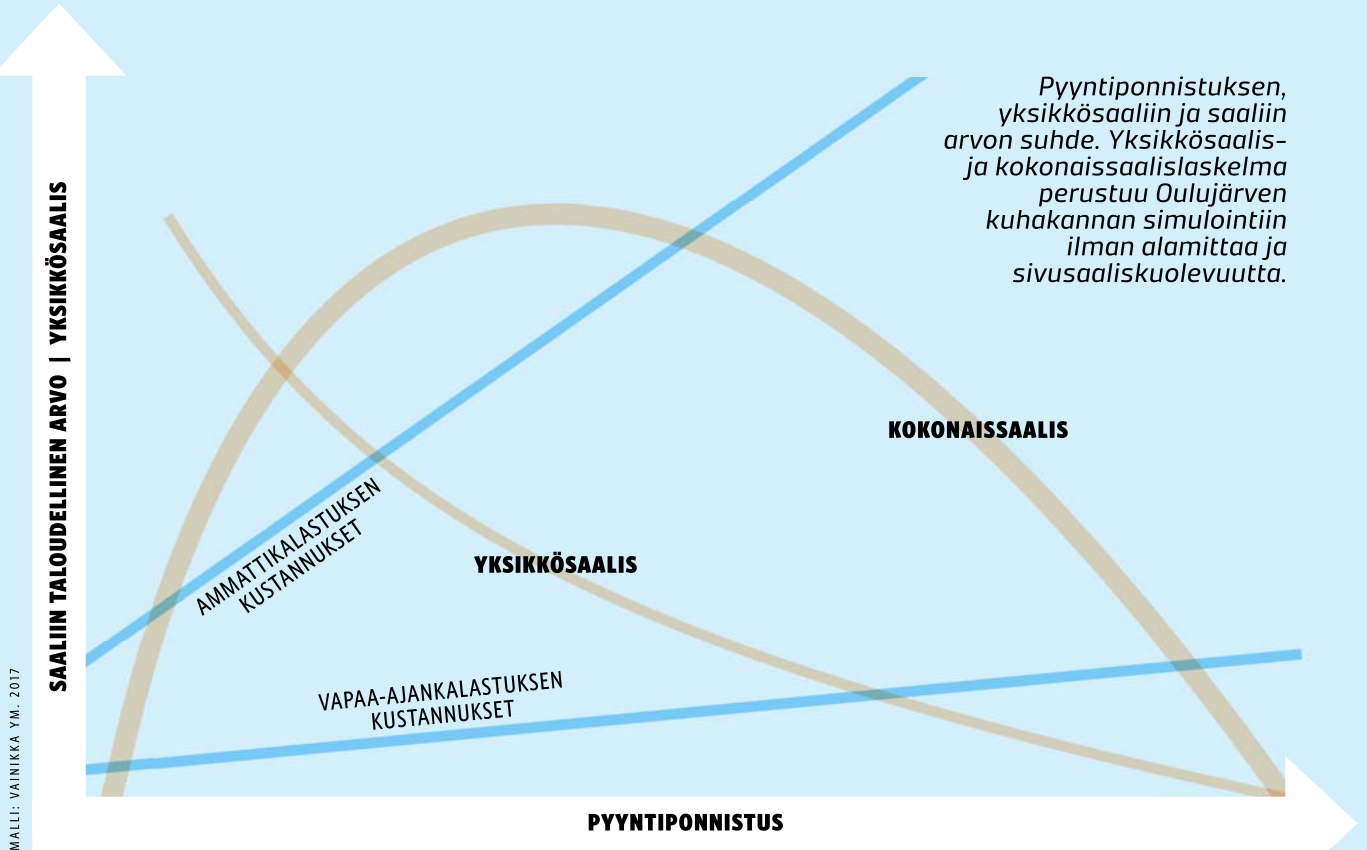 Pyyntiponnistuksen,
yksikkösaaliin ja saaliin
arvon suhde. Yksikkösaalis-
ja kokonaissaalislaskelma
perustuu Oulujärven
kuhakannan simulointiin
ilman alamittaa ja
sivusaaliskuolevuutta.
SAALIIN TALOUDELLINEN ARVO | YKSIKKÖSAALIS
KOKONAISSAALIS
AMMATTIKALASTUKSEN
KUSTANNUKSET
YKSIKKÖSAALIS
VAPAA-AJANKALASTUKSEN
KUSTANNUKSET
PYYNTIPONNISTUS
MALLI: VAINIKKA YM. 2017